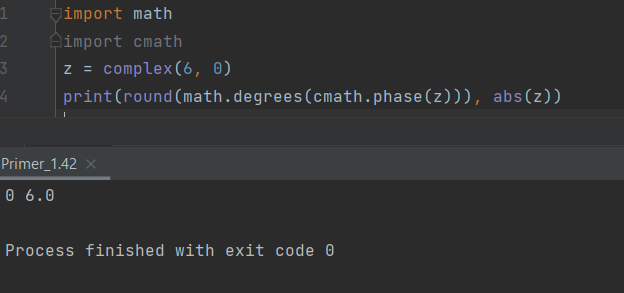 1 import math
2 import cmath
3 z = complex(6, 0)
4 print(round(math.degrees(cmath.phase(z))), abs(z))
Primer_1.42 ×
0 6.0
Process finished with exit code 0